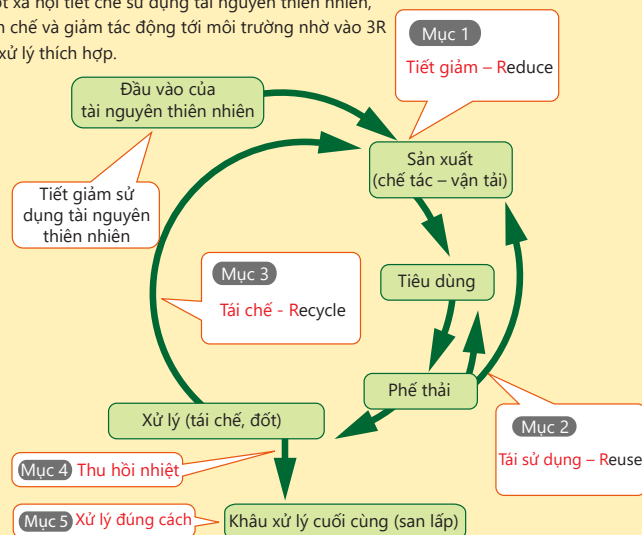 ột xã hội tiết chế sử dụng tài nguyên thiên nhiên,
n chế và giảm tác động tới môi trường nhờ vào 3R
xử lý thích hợp.
Mục 1
Tiết giảm – Reduce
Đầu vào của
tài nguyên thiên nhiên
Sản xuất
(chế tác – vận tải)
Tiết giảm sử
dụng tài nguyên
thiên nhiên
Mục 3
Tái chế - Recycle
Tiêu dùng
Phế thải
Xử lý (tái chế, đốt)
Mục 2
Tái sử dụng – Reuse
Mục 4 Thu hồi nhiệt
Mục 5 Xử lý đúng cách
Khâu xử lý cuối cùng (san lấp)